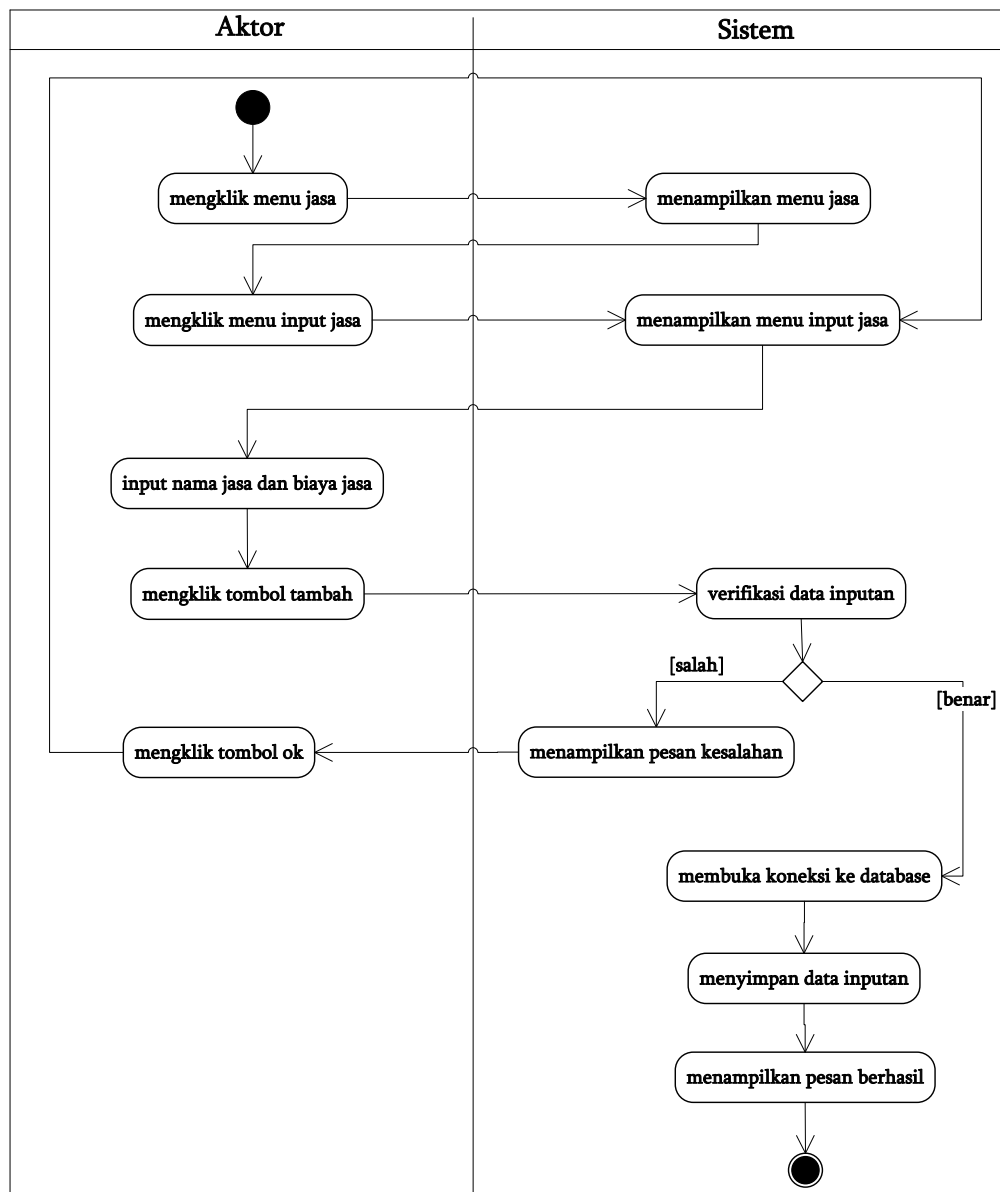 Aktor
Sistem
mengklik menu jasa
menampilkan menu jasa
mengklik menu input jasa
menampilkan menu input jasa
input nama jasa dan biaya jasa
mengklik tombol tambah
verifikasi data inputan
[salah]
[benar]
mengklik tombol ok
menampilkan pesan kesalahan
membuka koneksi ke database
menyimpan data inputan
menampilkan pesan berhasil